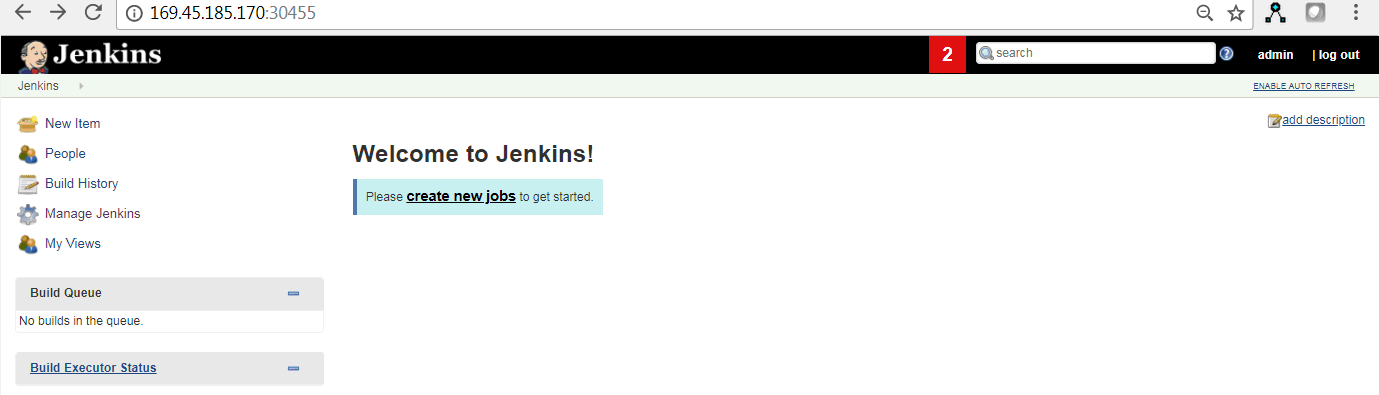 169.45.185.170:30455
Jenkins
2
search
admin
| log out
Jenkins
ENABLE AUTO REFRESH
New Item
People
Build History
Manage Jenkins
My Views
Build Queue
No builds in the queue.
Build Executor Status
add description
Welcome to Jenkins!
Please create new jobs to get started.